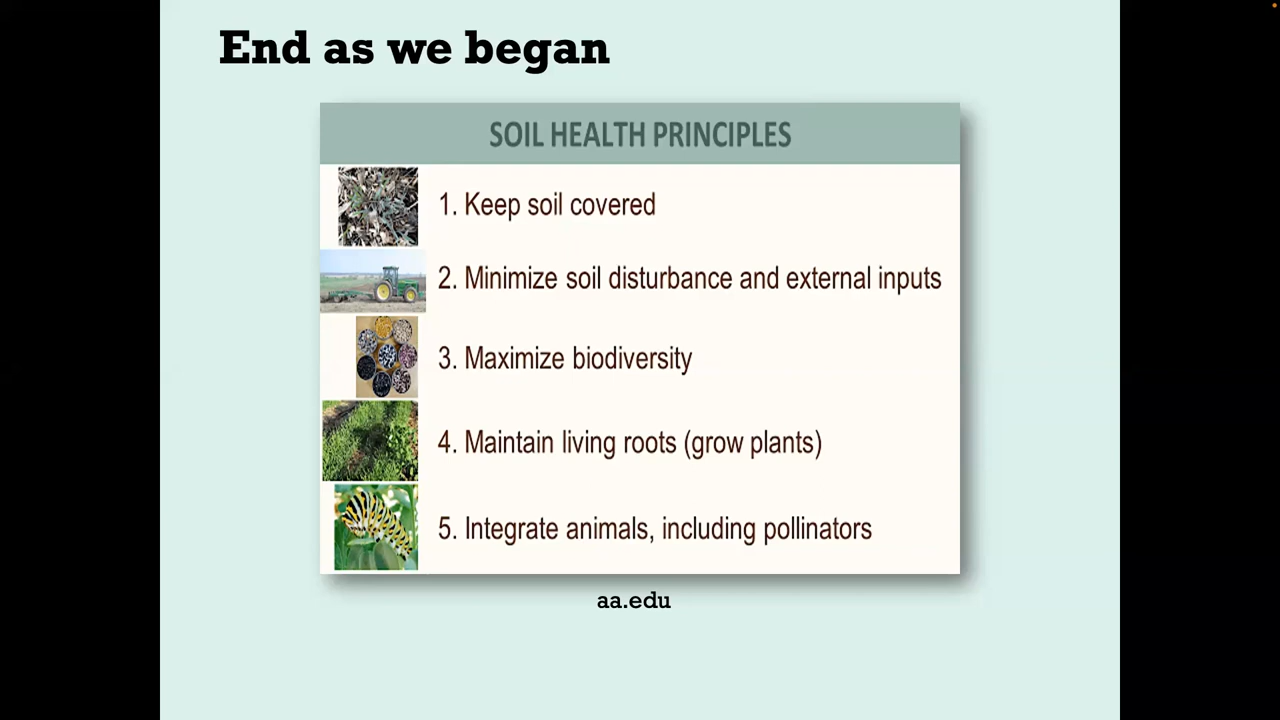 End as we began
SOIL HEALTH PRINCIPLES
1. Keep soil covered
2. Minimize soil disturbance and external inputs
3. Maximize biodiversity
4. Maintain living roots (grow plants)
5. Integrate animals, including pollinators
aa.edu